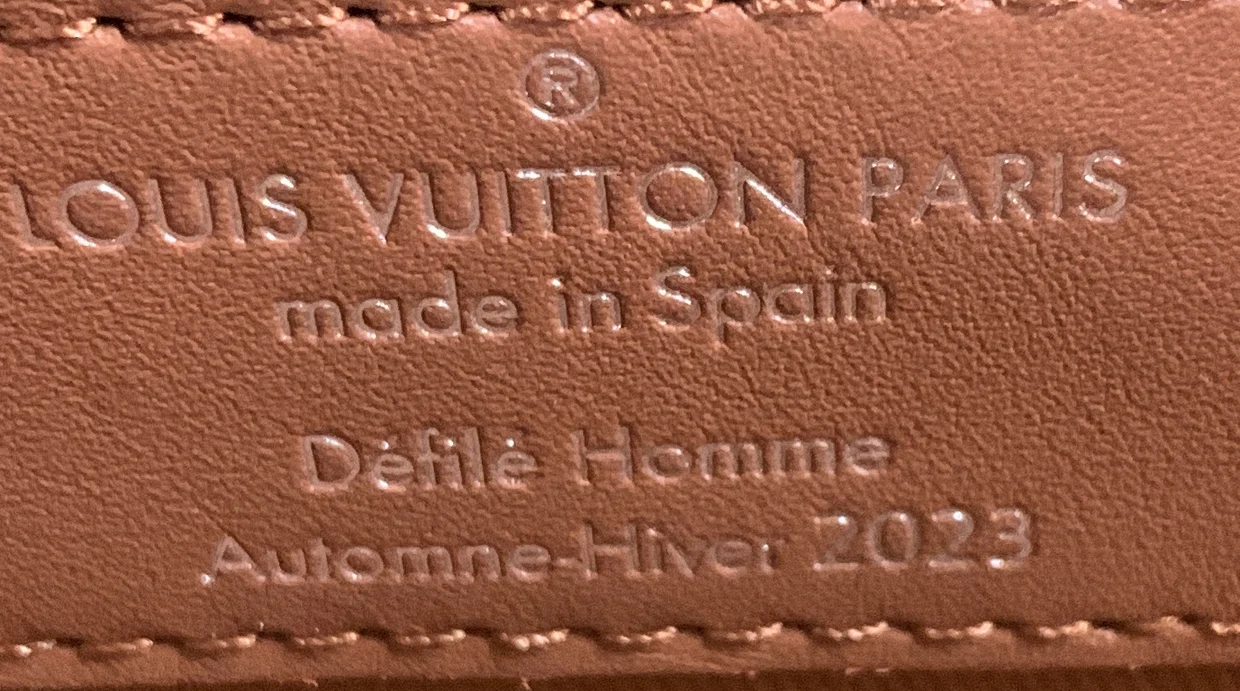 ®
LOUIS VUITTON PARIS
made in Spain
Défilé Homme
Automne-Hiver 2023